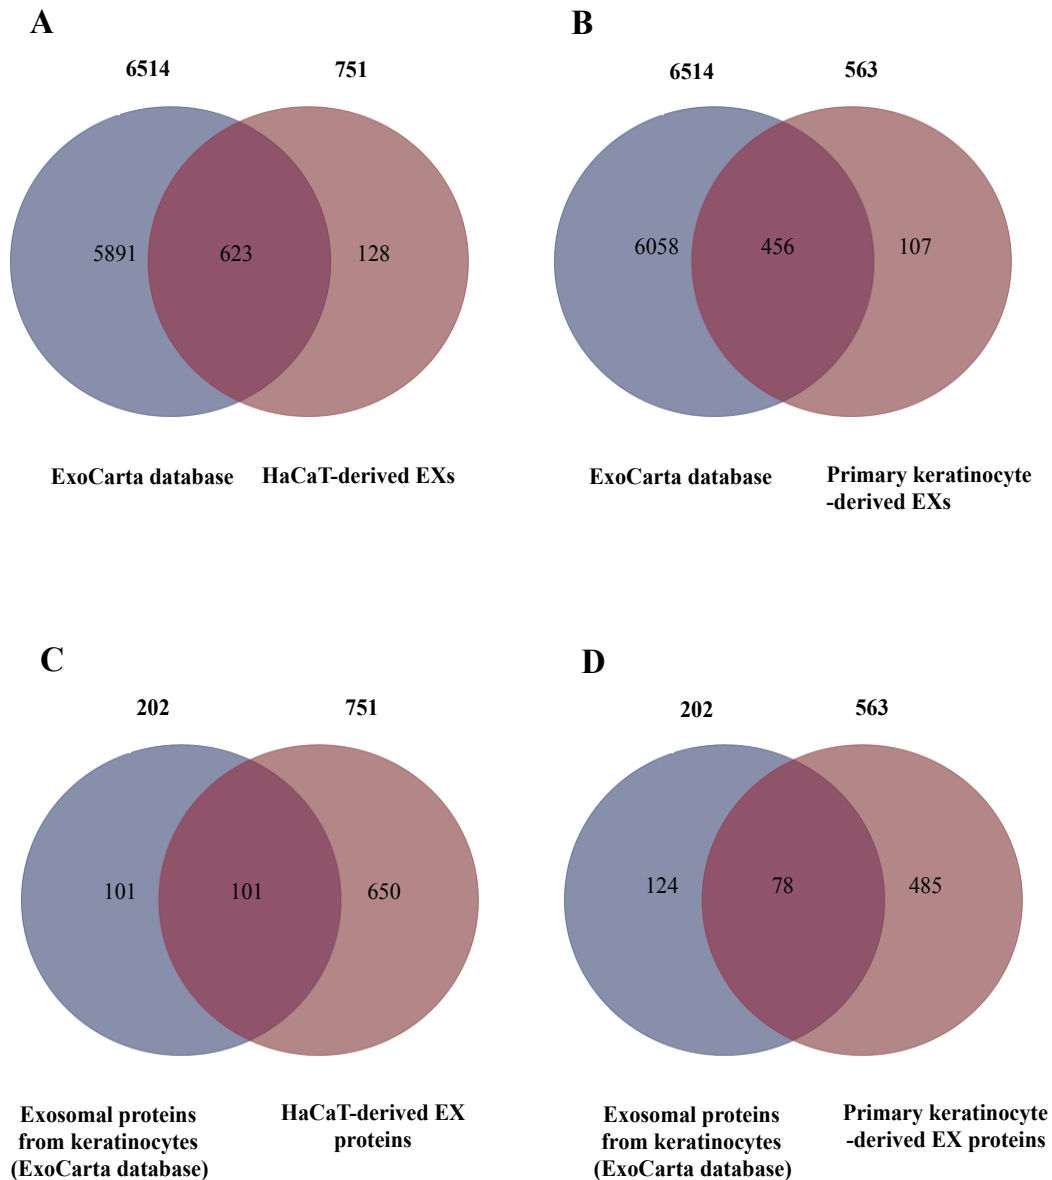 A
B
6514
751
6514
563
5891
623
128
6058
456
107
ExoCarta database
HaCaT-derived EXs
ExoCarta database
Primary keratinocyte
-derived EXs
C
D
202
751
202
563
101
101
650
124
78
485
Exosomal proteins
from keratinocytes
(ExoCarta database)
HaCaT-derived EX
proteins
Exosomal proteins
from keratinocytes
(ExoCarta database)
Primary keratinocyte
-derived EX proteins